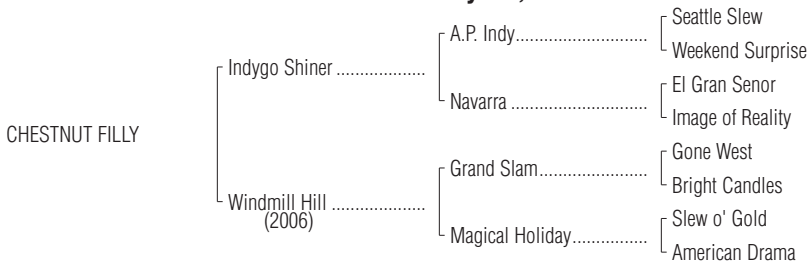 Seattle Slew
A.P. Indy
Weekend Surprise
Indygo Shiner
El Gran Senor
Navarra
Image of Reality
CHESTNUT FILLY
Gone West
Grand Slam
Bright Candles
Windmill Hill
(2006)
Slew o' Gold
Magical Holiday
American Drama